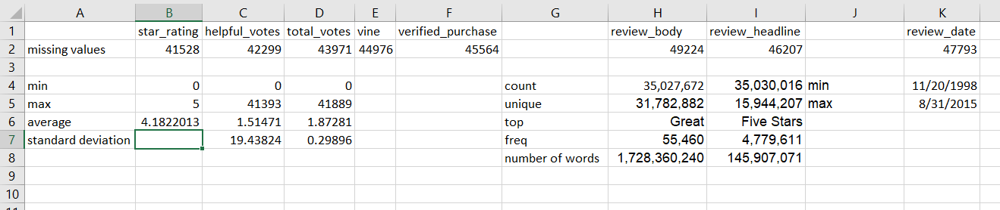 A B C D E F G H I J K
1 star_rating helpful_votes total_votes vine verified_purchase review_body review_headline review_date
2 missing values 41528 42299 43971 44976 45564 49224 46207 47793
3
4 min 0 0 0 count 35,027,672 35,030,016 min 11/20/1998
5 max 5 41393 41889 unique 31,782,882 15,944,207 max 8/31/2015
6 average 4.1822013 1.51471 1.87281 top Great Five Stars
7 standard deviation 19.43824 0.29896 freq 55,460 4,779,611
8 number of words 1,728,360,240 145,907,071
9
10